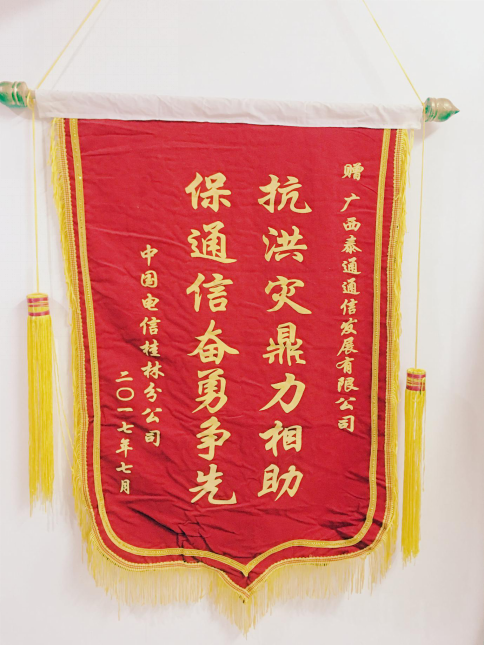 赠 广西泰通通信发展有限公司
抗洪灾鼎力相助
保通信奋勇争先
中国电信桂林分公司
二〇一七年七月